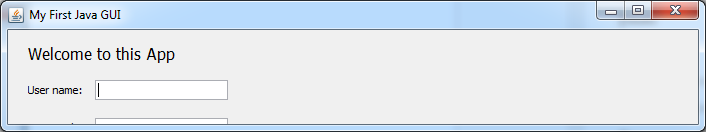 My First Java GUI
Welcome to this App
User name: